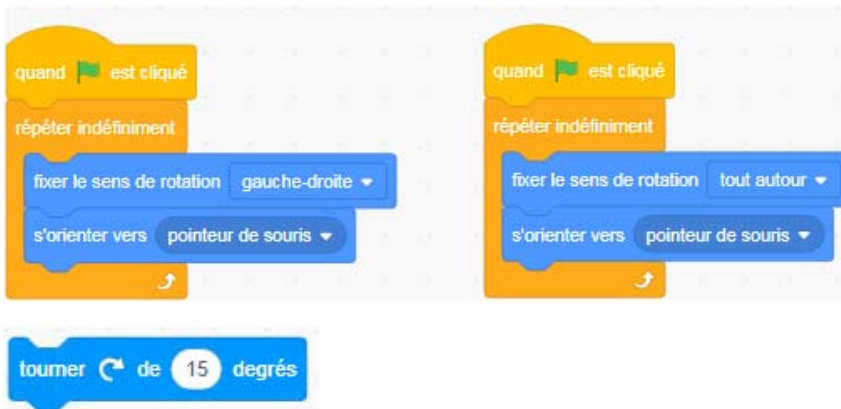 quand est cliqué
répéter indéfiniment
fixer le sens de rotation gauche-droite
s'orienter vers pointeur de souris
quand est cliqué
répéter indéfiniment
fixer le sens de rotation tout autour
s'orienter vers pointeur de souris
tourner de 15 degrés